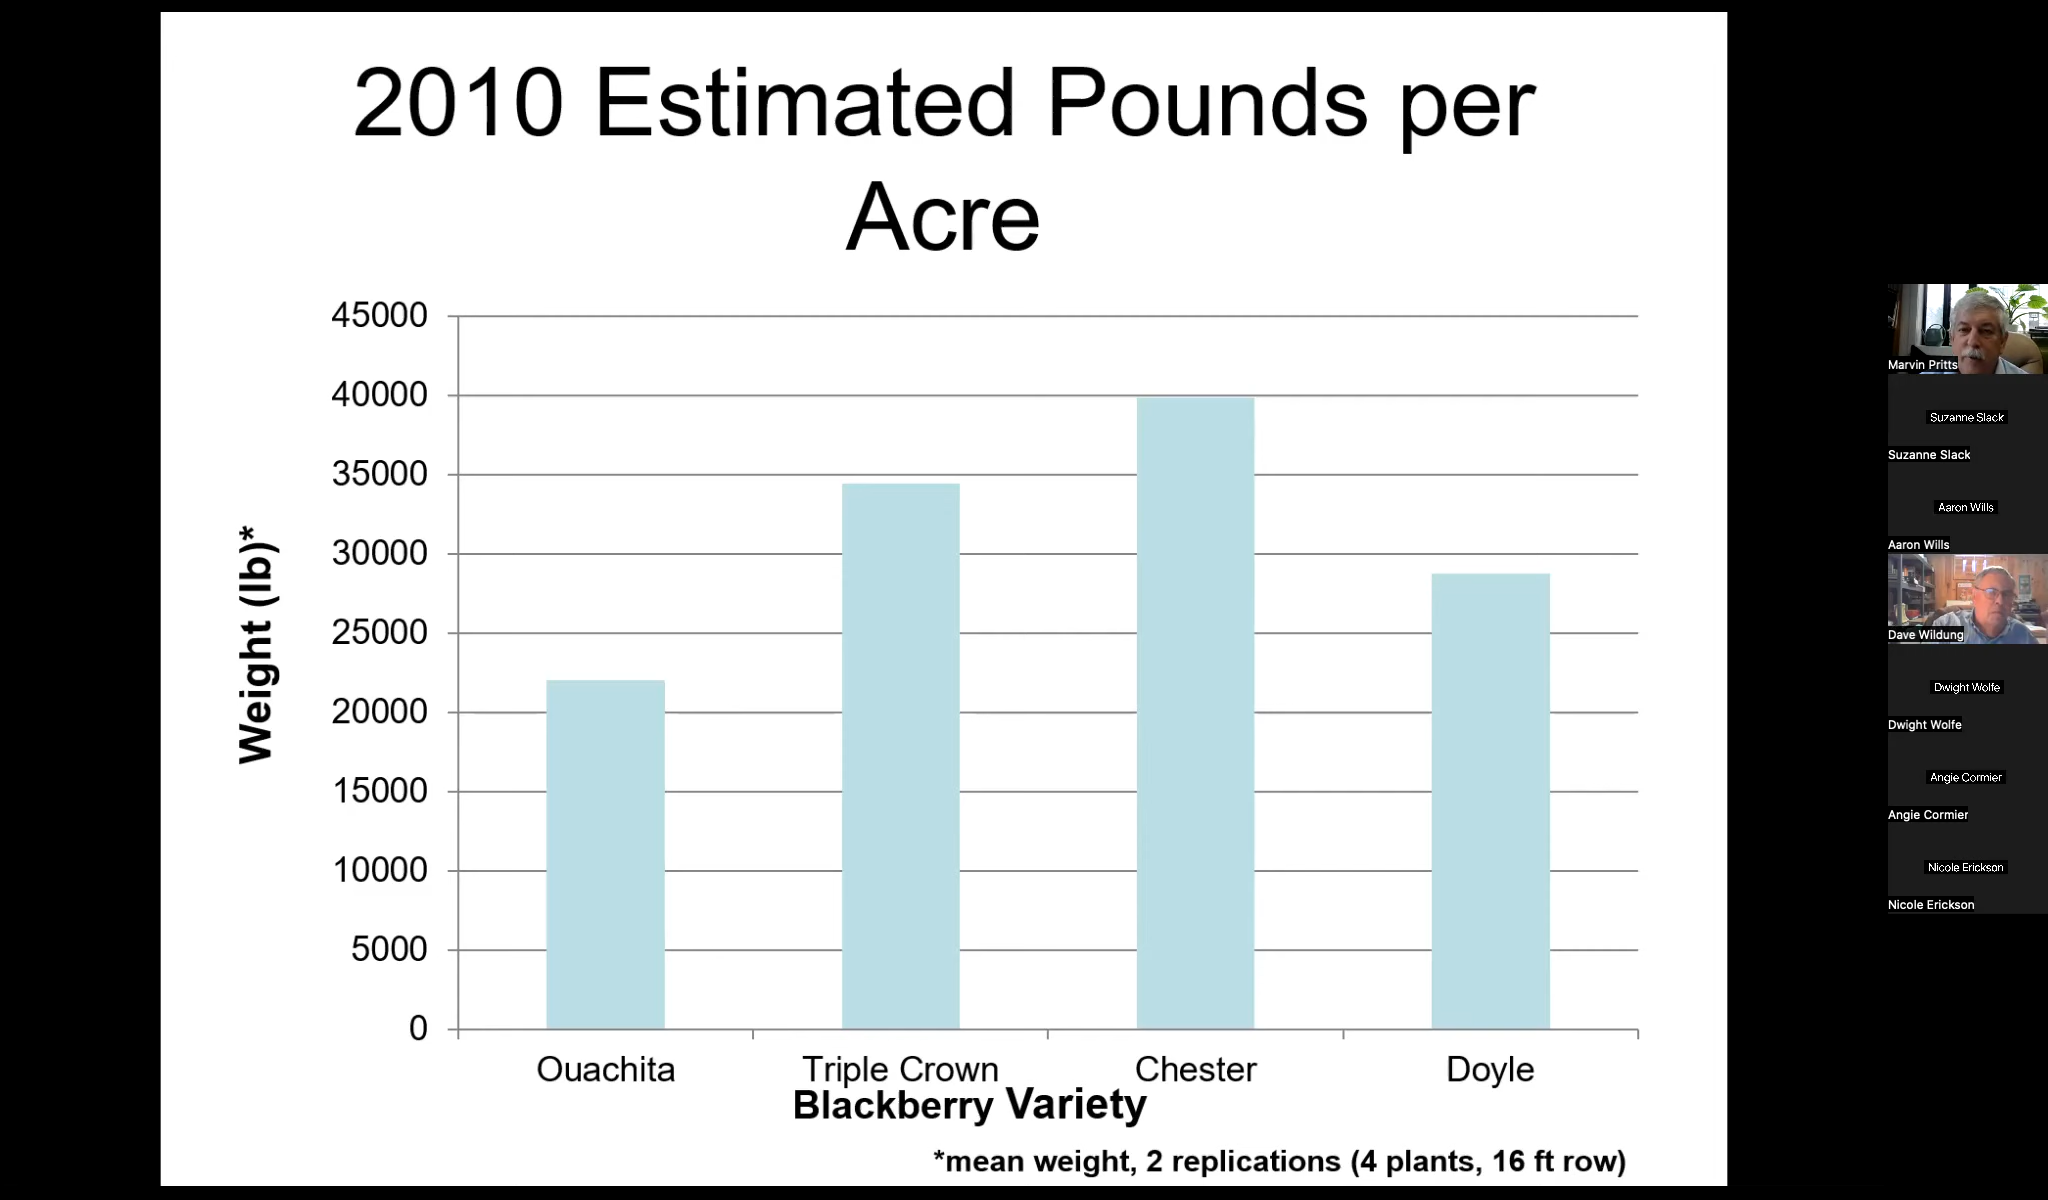 2010 Estimated Pounds per
Acre
45000
40000
35000
30000
25000
20000
15000
10000
5000
0
Weight (lb)*
Ouachita
Triple Crown
Chester
Doyle
Blackberry Variety
*mean weight, 2 replications (4 plants, 16 ft row)
Marvin Pritts
Suzanne Slack
Suzanne Slack
Aaron Wills
Aaron Wills
Dave Wildung
Dwight Wolfe
Dwight Wolfe
Angie Cormier
Angie Cormier
Nicole Erickson
Nicole Erickson